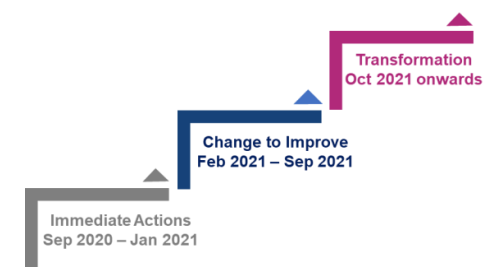 Transformation
Oct 2021 onwards
Change to Improve
Feb 2021 – Sep 2021
Immediate Actions
Sep 2020 – Jan 2021